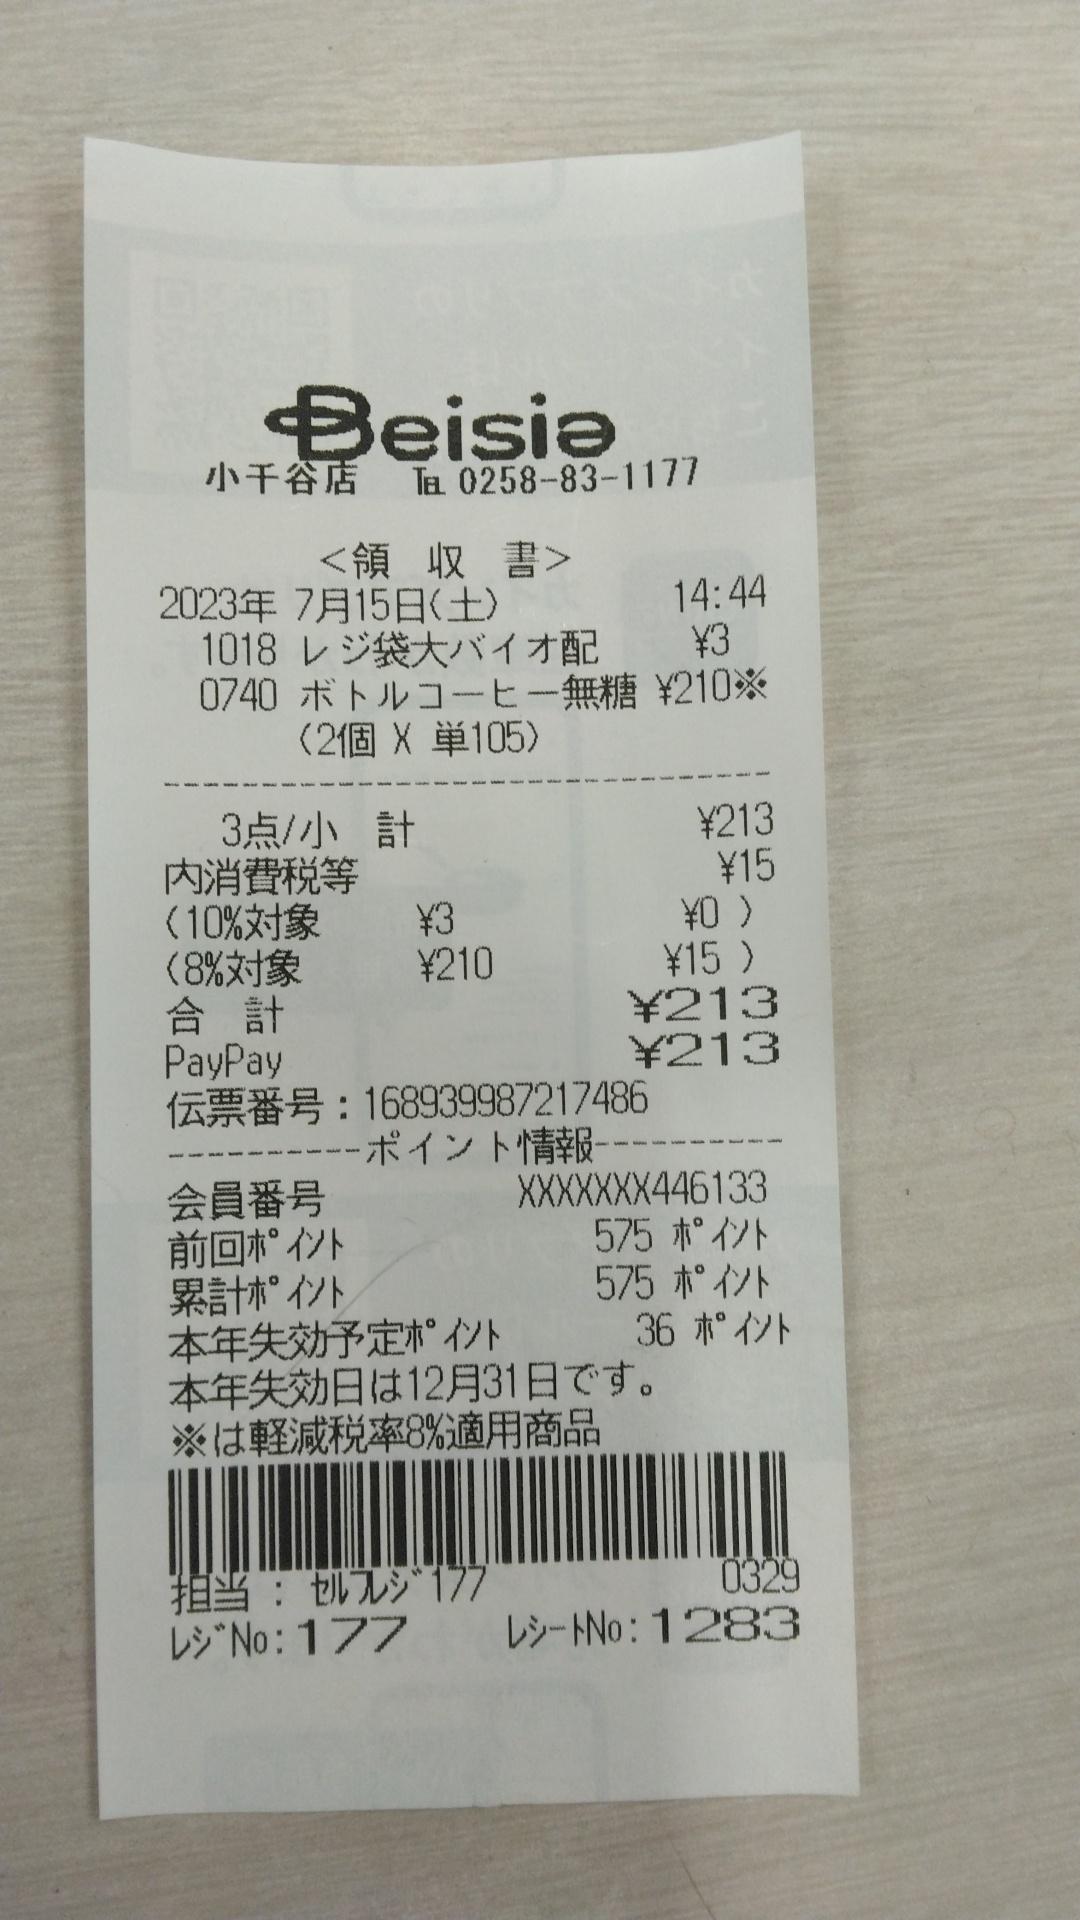 Beisia
小千谷店 ℡ 0258-83-1177
＜領 収 書＞
2023年 7月15日(土) 14:44
1018 レジ袋大バイオ配 ¥3
0740 ボトルコーヒー無糖 ¥210※
(2個 X 単105)
3点/小 計 ¥213
内消費税等 ¥15
(10%対象 ¥3 ¥0 )
(8%対象 ¥210 ¥15 )
合 計 ¥213
PayPay ¥213
伝票番号：168939987217486
----------ポイント情報----------
会員番号 XXXXXXX446133
前回ﾎﾟｲﾝﾄ 575 ﾎﾟｲﾝﾄ
累計ﾎﾟｲﾝﾄ 575 ﾎﾟｲﾝﾄ
本年失効予定ﾎﾟｲﾝﾄ 36 ﾎﾟｲﾝﾄ
本年失効日は12月31日です。
※は軽減税率8%適用商品
担当 : ｾﾙﾌﾚｼﾞ177 0329
ﾚｼﾞNo:177 ﾚｼｰﾄNo:1283